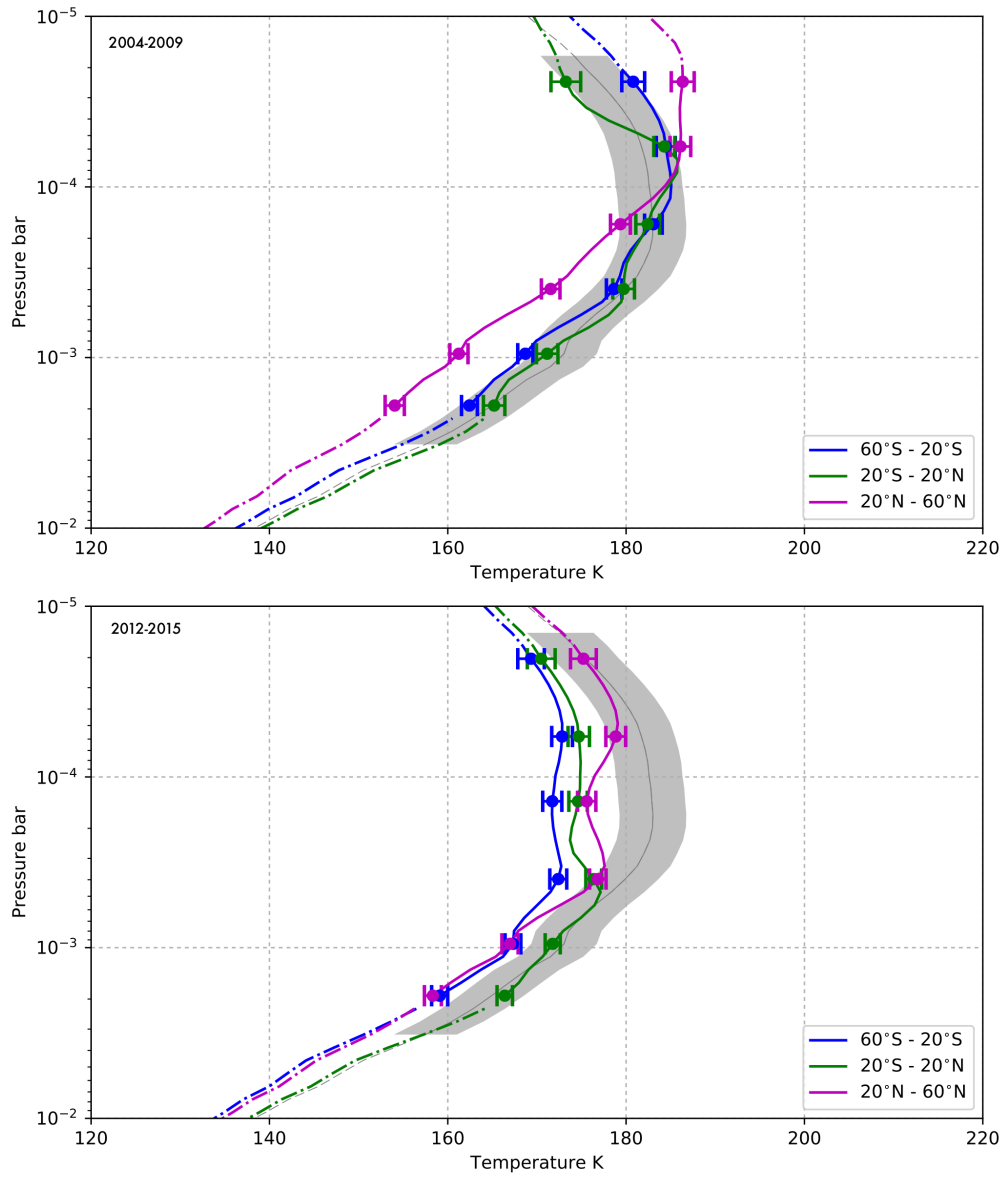 10⁻⁵
2004-2009
10⁻⁴
Pressure bar
10⁻³
60°S - 20°S
20°S - 20°N
20°N - 60°N
10⁻²
120 140 160 180 200 220
Temperature K
10⁻⁵
2012-2015
10⁻⁴
Pressure bar
10⁻³
60°S - 20°S
20°S - 20°N
20°N - 60°N
10⁻²
120 140 160 180 200 220
Temperature K